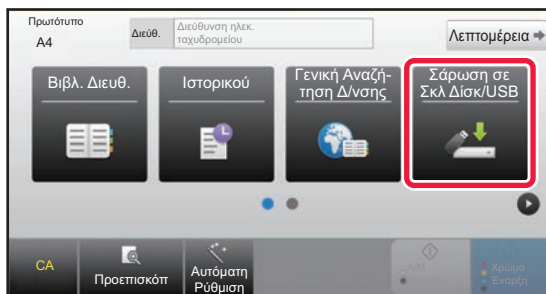 Πρωτότυπο
A4
Διεύθ.
Διεύθυνση ηλεκ.
ταχυδρομείου
Λεπτομέρεια
Βιβλ. Διευθ.
Ιστορικού
Γενική Αναζή-
τηση Δ/νσης
Σάρωση σε
Σκλ Δίσκ/USB
CA
Προεπισκόπ
Αυτόματη
Ρύθμιση
Χρώμα
Έναρξη